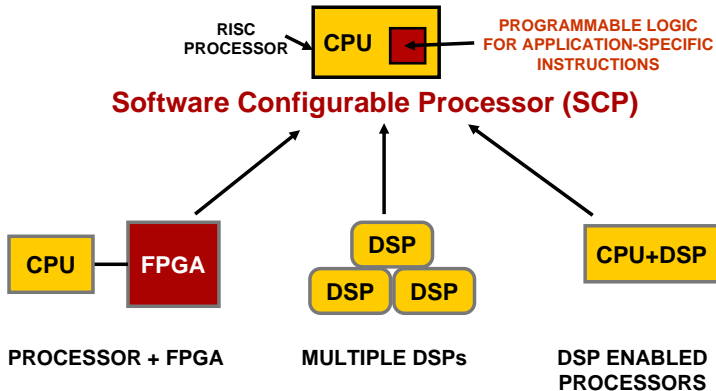 RISC
PROCESSOR
CPU
PROGRAMMABLE LOGIC
FOR APPLICATION-SPECIFIC
INSTRUCTIONS
Software Configurable Processor (SCP)
CPU
FPGA
DSP
DSP
DSP
CPU+DSP
PROCESSOR + FPGA
MULTIPLE DSPs
DSP ENABLED
PROCESSORS